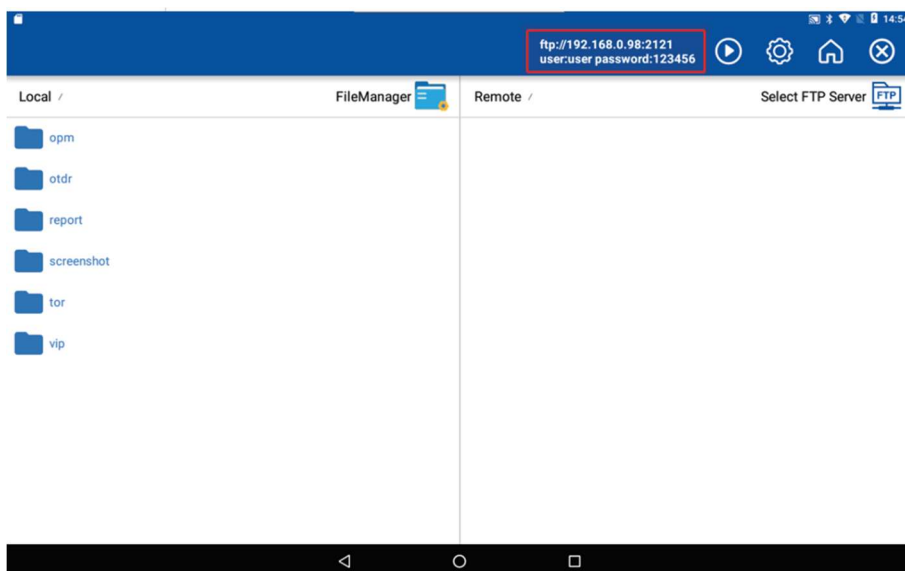 14:54
ftp://192.168.0.98:2121
user:user password:123456
Local /
FileManager
Remote /
Select FTP Server
FTP
opm
otdr
report
screenshot
tor
vip